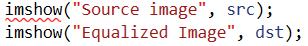 imshow("Source image", src);
imshow("Equalized Image", dst);